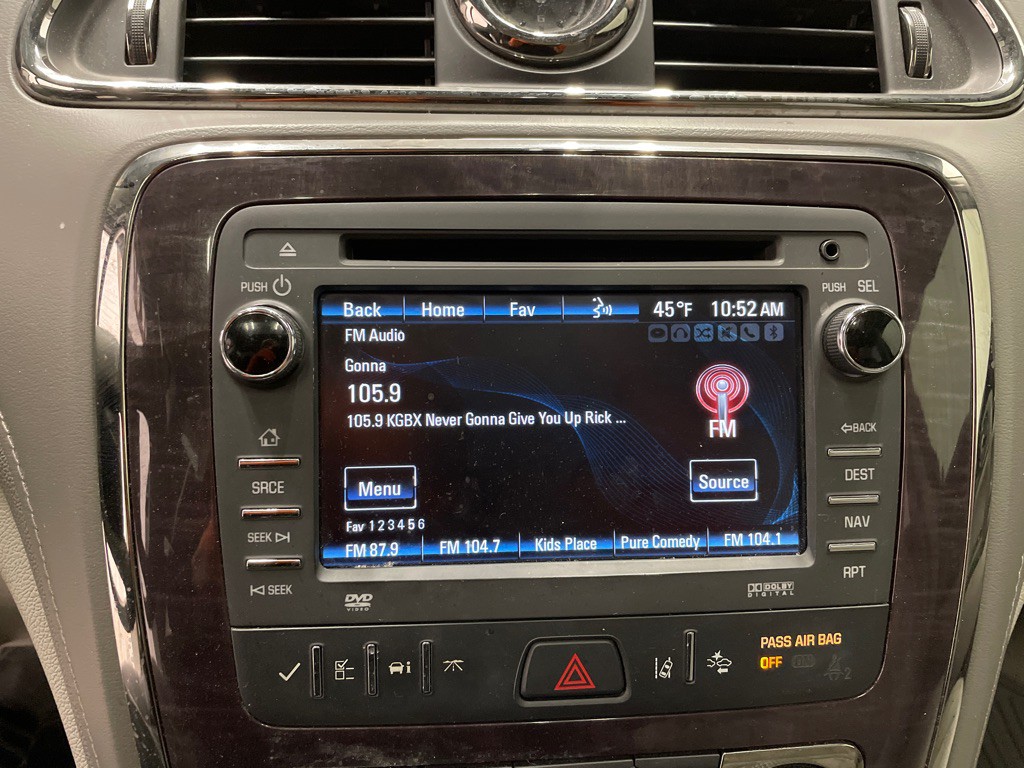 PUSH
PUSH SEL
Back Home Fav 45°F 10:52 AM
FM Audio
Gonna
105.9
105.9 KGBX Never Gonna Give You Up Rick ...
FM
BACK
Menu
Source
DEST
SRCE
Fav 1 2 3 4 5 6
NAV
SEEK
FM 87.9 FM 104.7 Kids Place Pure Comedy FM 104.1
RPT
SEEK
DVD
VIDEO
DOLBY
DIGITAL
PASS AIR BAG
OFF ON 2